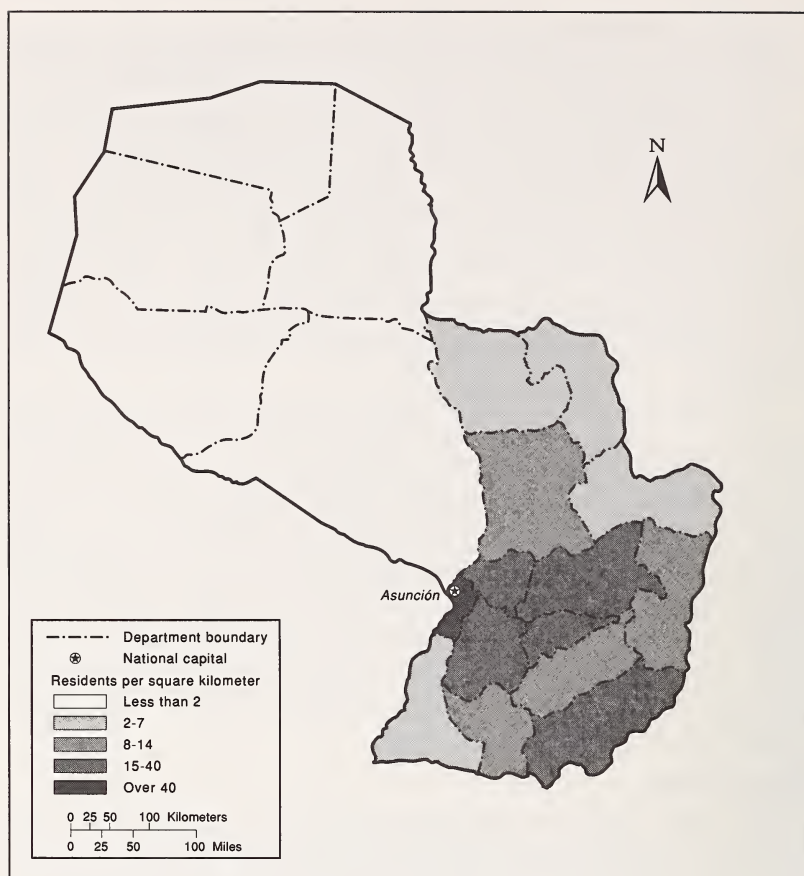 N
Asunción
Department boundary
National capital
Residents per square kilometer
Less than 2
2-7
8-14
15-40
Over 40
0 25 50 100 Kilometers
0 25 50 100 Miles